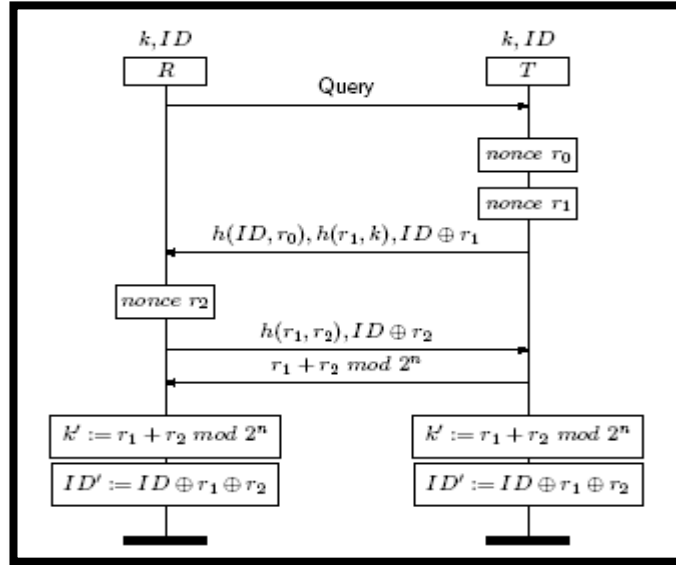 k, ID k, ID
R T
Query
nonce r₀
nonce r₁
h(ID, r₀), h(r₁, k), ID ⊕ r₁
nonce r₂
h(r₁, r₂), ID ⊕ r₂
r₁ + r₂ mod 2ⁿ
k′ := r₁ + r₂ mod 2ⁿ k′ := r₁ + r₂ mod 2ⁿ
ID′ := ID ⊕ r₁ ⊕ r₂ ID′ := ID ⊕ r₁ ⊕ r₂